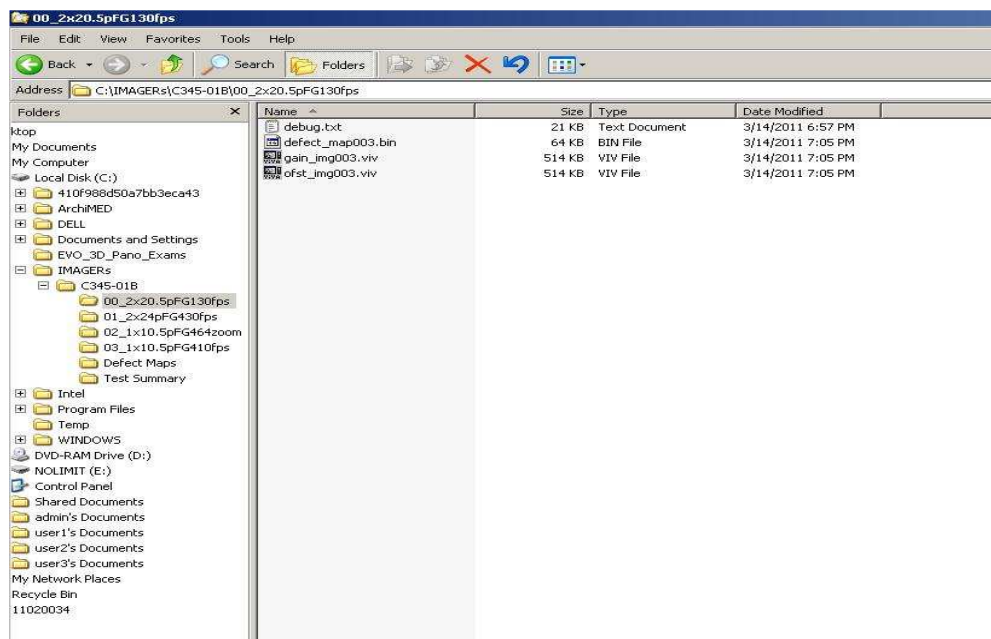 00_2x20.5pFG130fps
File Edit View Favorites Tools Help
Back Search Folders
Address C:\IMAGERs\C345-01B\00_2x20.5pFG130fps
Folders
ktop
My Documents
My Computer
Local Disk (C:)
410f988d50a7bb3eca43
ArchiMED
DELL
Documents and Settings
EVO_3D_Pano_Exams
IMAGERs
C345-01B
00_2x20.5pFG130fps
01_2x24pFG430fps
02_1x10.5pFG464zoom
03_1x10.5pFG410fps
Defect Maps
Test Summary
Intel
Program Files
Temp
WINDOWS
DVD-RAM Drive (D:)
NOLIMIT (E:)
Control Panel
Shared Documents
admin's Documents
user1's Documents
user2's Documents
user3's Documents
My Network Places
Recycle Bin
11020034
Name Size Type Date Modified
debug.txt 21 KB Text Document 3/14/2011 6:57 PM
defect_map003.bin 64 KB BIN File 3/14/2011 7:05 PM
gain_img003.viv 514 KB VIV File 3/14/2011 7:05 PM
ofst_img003.viv 514 KB VIV File 3/14/2011 7:05 PM